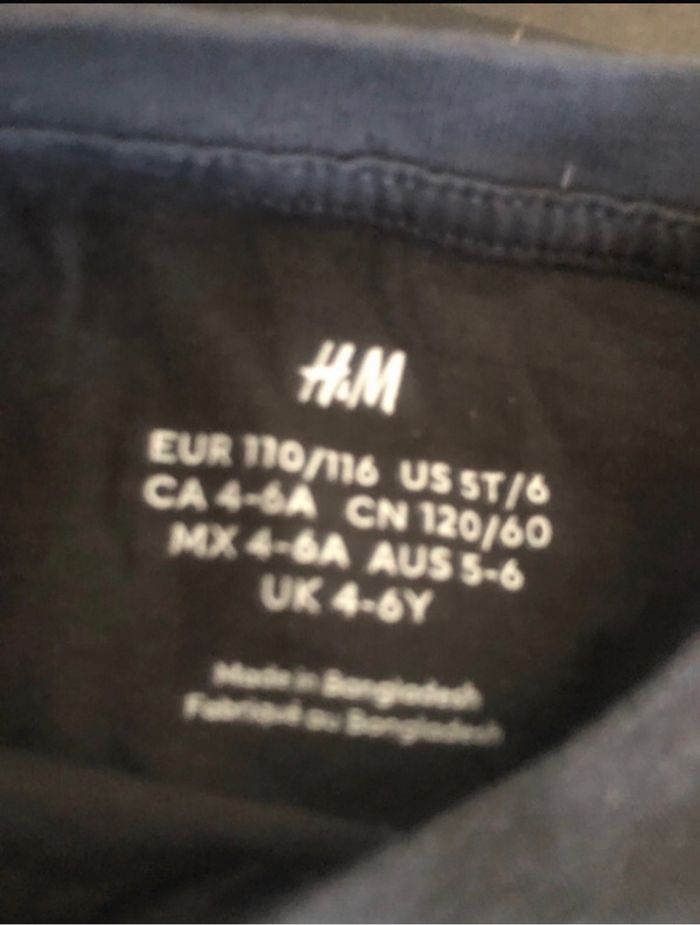 H&M
EUR 110/116 US 5T/6
CA 4-6A CN 120/60
MX 4-6A AUS 5-6
UK 4-6Y
Made in Bangladesh
Fabriqué au Bangladesh